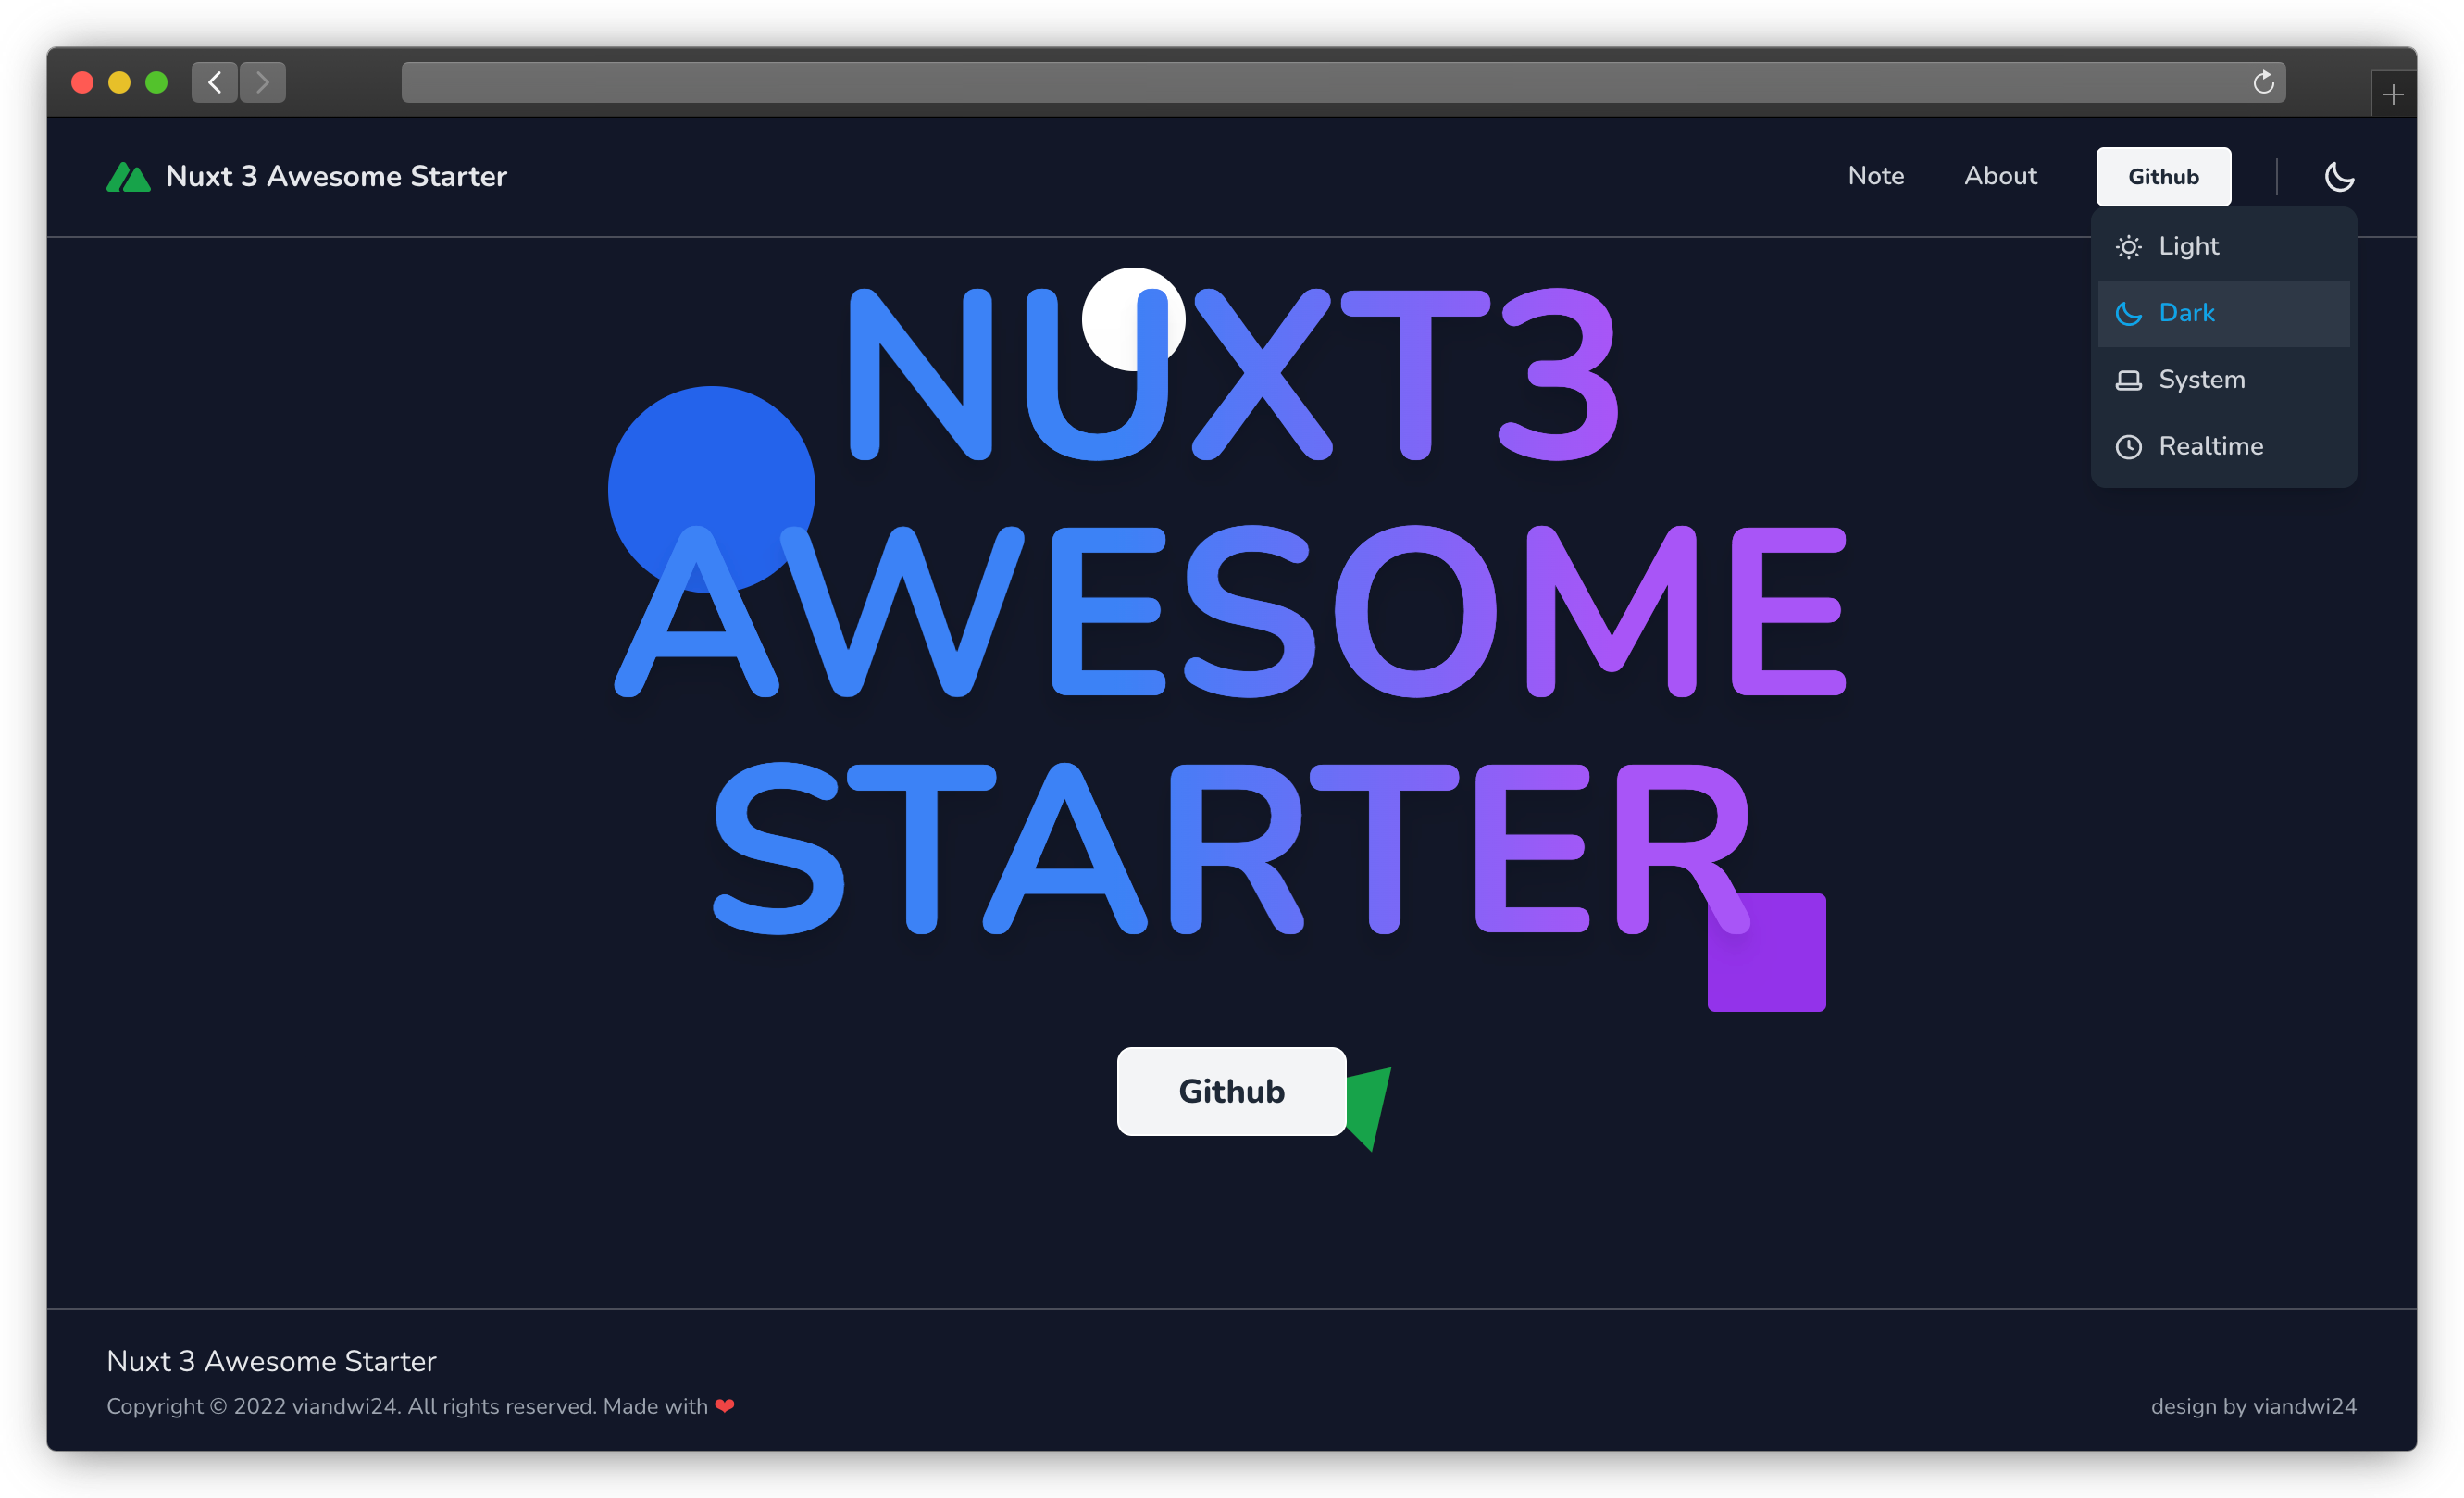 Nuxt 3 Awesome Starter
Note About Github
Light
Dark
System
Realtime
NUXT3
AWESOME
STARTER
Github
Nuxt 3 Awesome Starter
Copyright © 2022 viandwi24. All rights reserved. Made with ❤
design by viandwi24